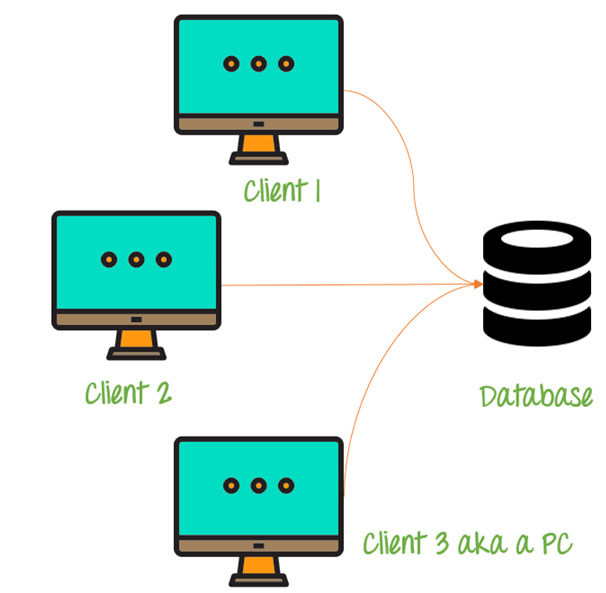 Client 1
Client 2
Database
Client 3 aka a PC